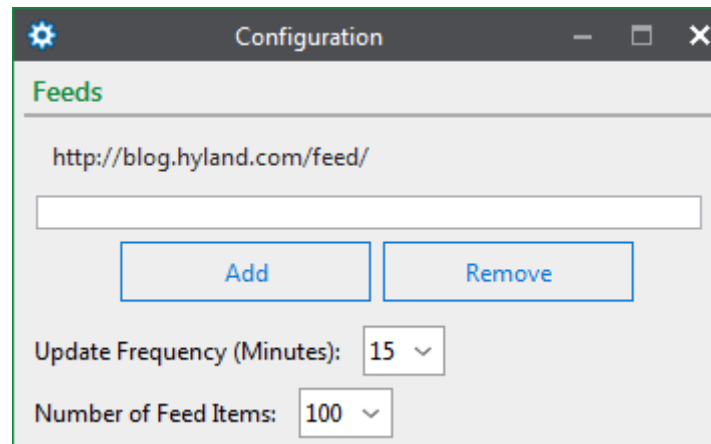 Configuration
Feeds
http://blog.hyland.com/feed/
Add Remove
Update Frequency (Minutes): 15
Number of Feed Items: 100